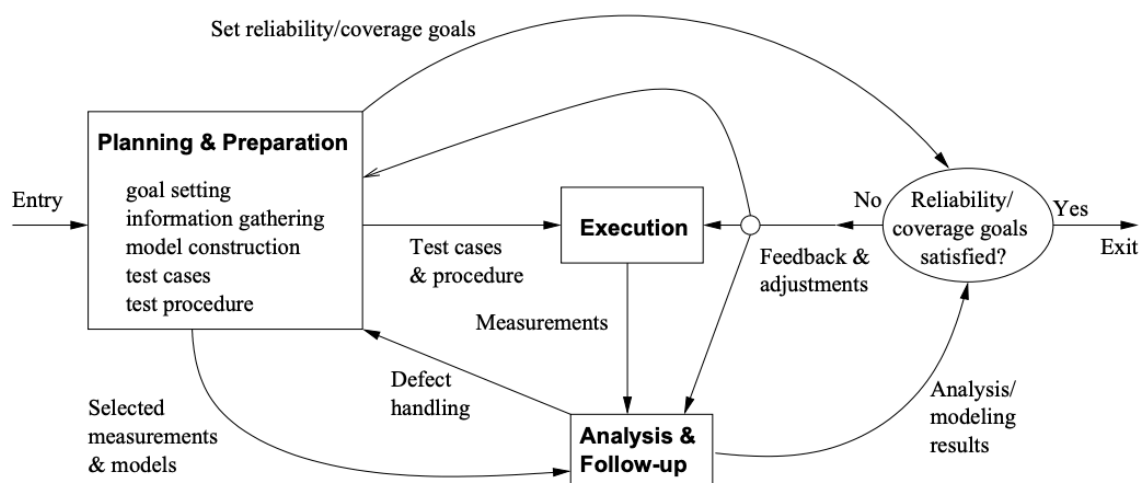 Set reliability/coverage goals
Planning & Preparation
goal setting
information gathering
model construction
test cases
test procedure
Entry
Execution
Test cases
& procedure
No
Reliability/
coverage goals
satisfied?
Yes
Exit
Feedback &
adjustments
Measurements
Defect
handling
Selected
measurements
& models
Analysis &
Follow-up
Analysis/
modeling
results